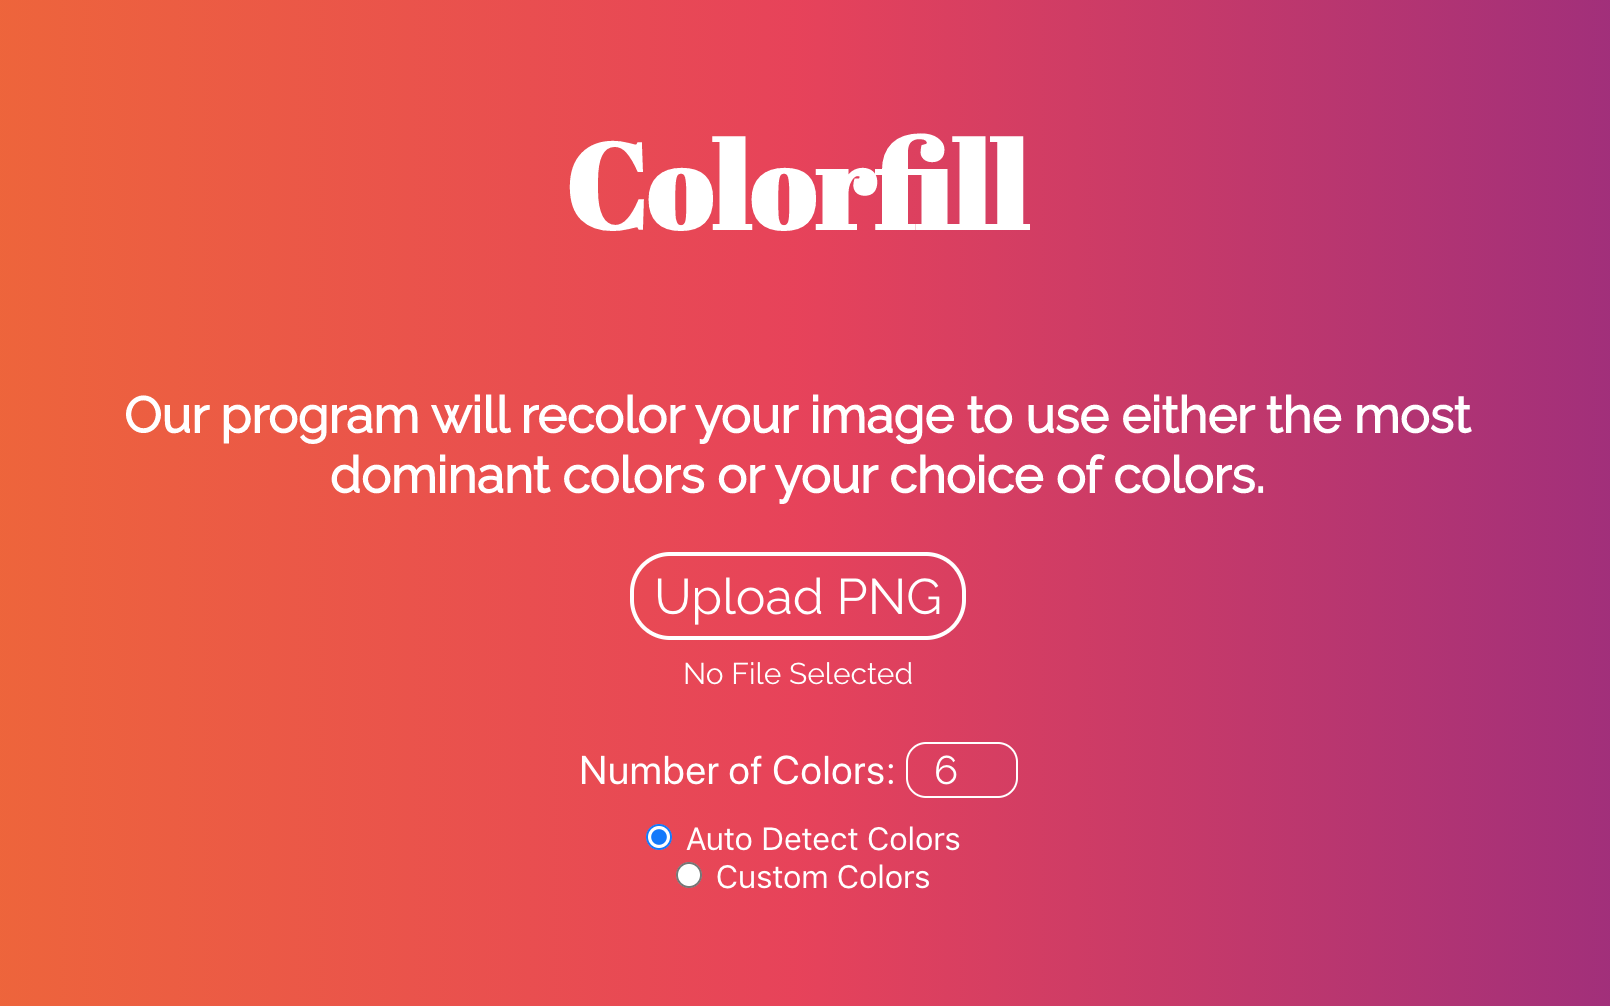 Colorfill
Our program will recolor your image to use either the most
dominant colors or your choice of colors.
Upload PNG
No File Selected
Number of Colors: 6
Auto Detect Colors
Custom Colors